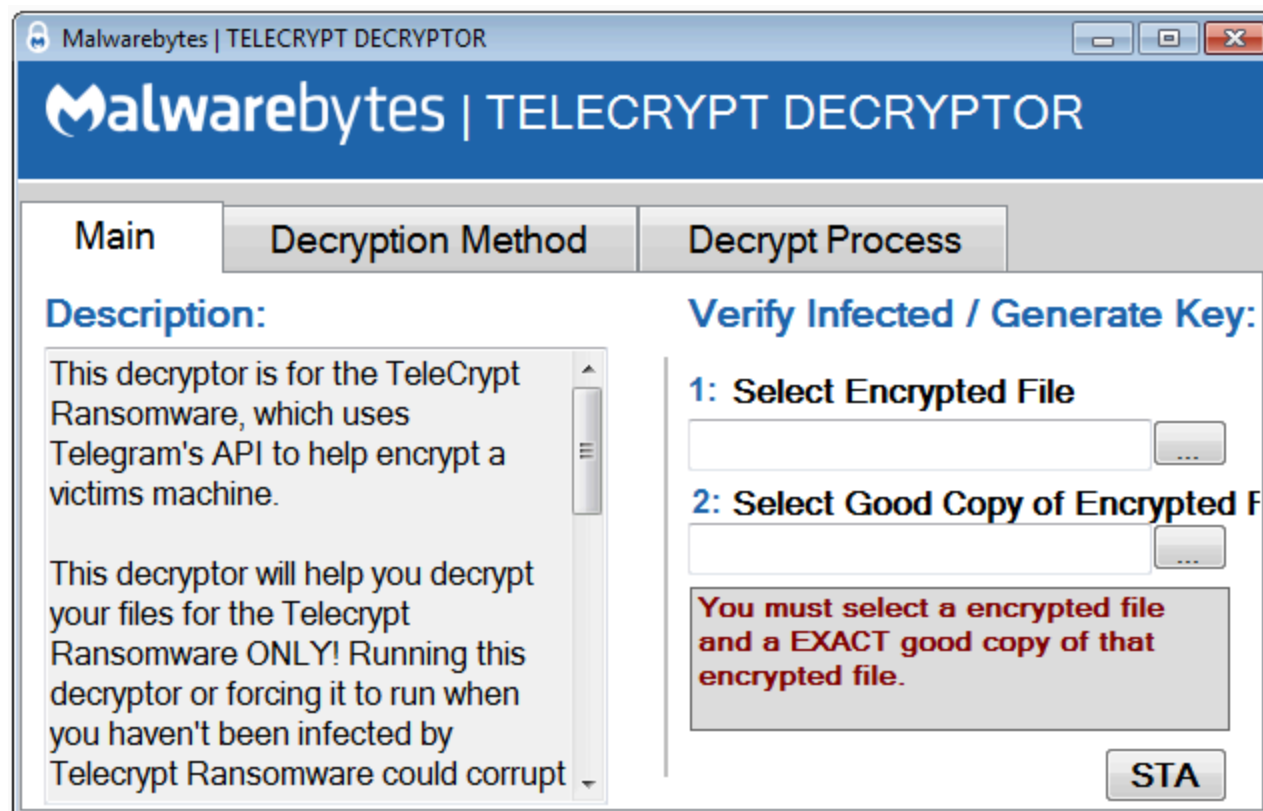 Malwarebytes | TELECRYPT DECRYPTOR
Malwarebytes | TELECRYPT DECRYPTOR
Main
Decryption Method
Decrypt Process
Description:
This decryptor is for the TeleCrypt
Ransomware, which uses
Telegram's API to help encrypt a
victims machine.
This decryptor will help you decrypt
your files for the Telecrypt
Ransomware ONLY! Running this
decryptor or forcing it to run when
you haven't been infected by
Telecrypt Ransomware could corrupt
Verify Infected / Generate Key:
1: Select Encrypted File
...
2: Select Good Copy of Encrypted F
...
You must select a encrypted file
and a EXACT good copy of that
encrypted file.
STA